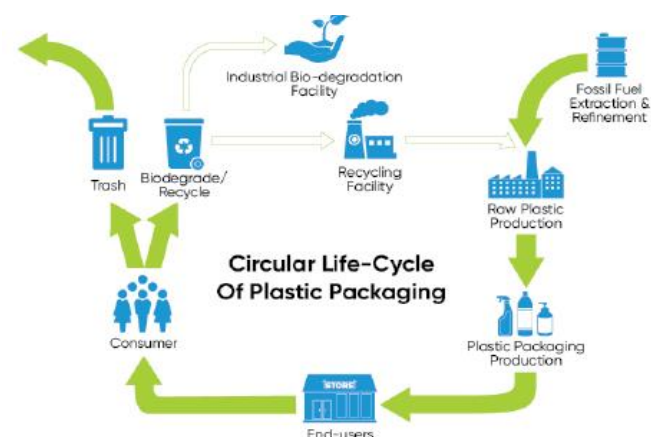 Industrial Bio-degradation
Facility
Fossil Fuel
Extraction &
Refinement
Trash
Biodegrade/
Recycle
Recycling
Facility
Raw Plastic
Production
Circular Life-Cycle
Of Plastic Packaging
Consumer
Plastic Packaging
Production
STORE
End-users